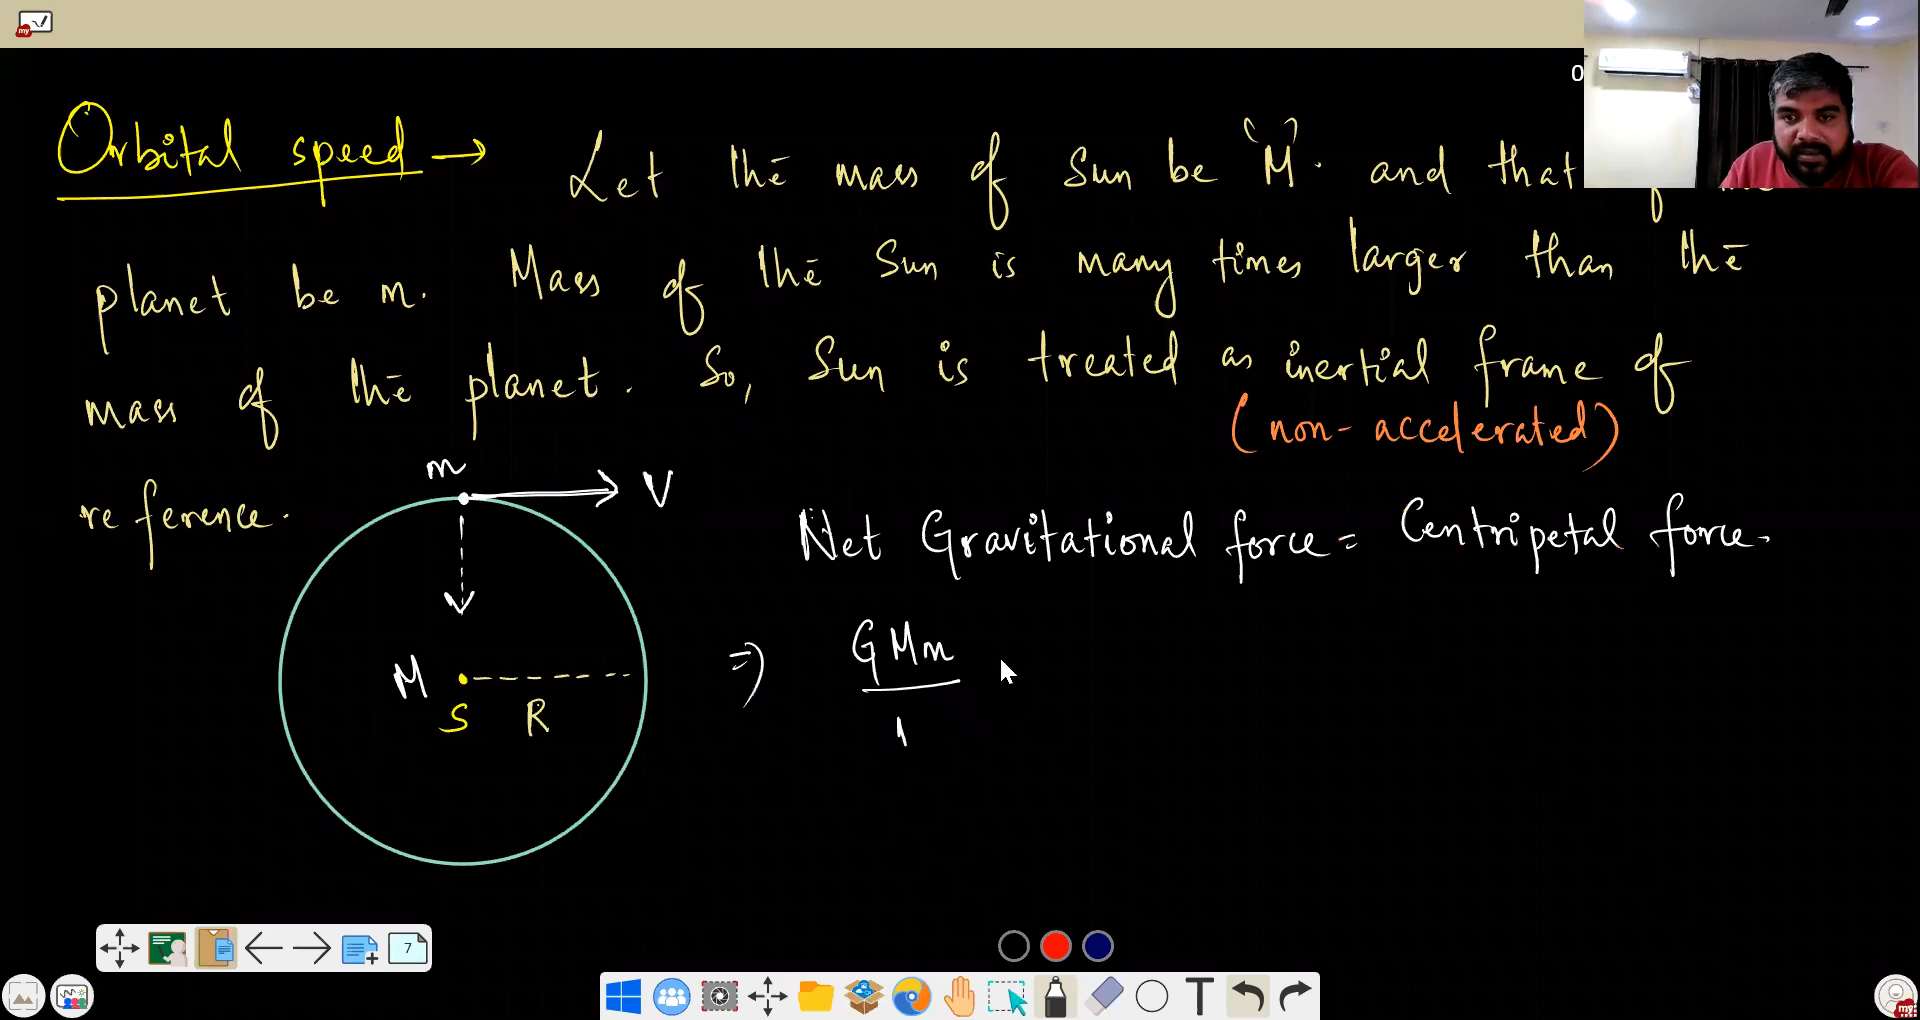 Orbital speed → Let the mass of Sun be 'M'. and that
planet be m. Mass of the Sun is many times larger than the
mass of the planet. So, Sun is treated as inertial frame of
(non-accelerated)
reference.
m
V
Net Gravitational force = Centripetal force.
⇒ GMm
M
S R
7
T